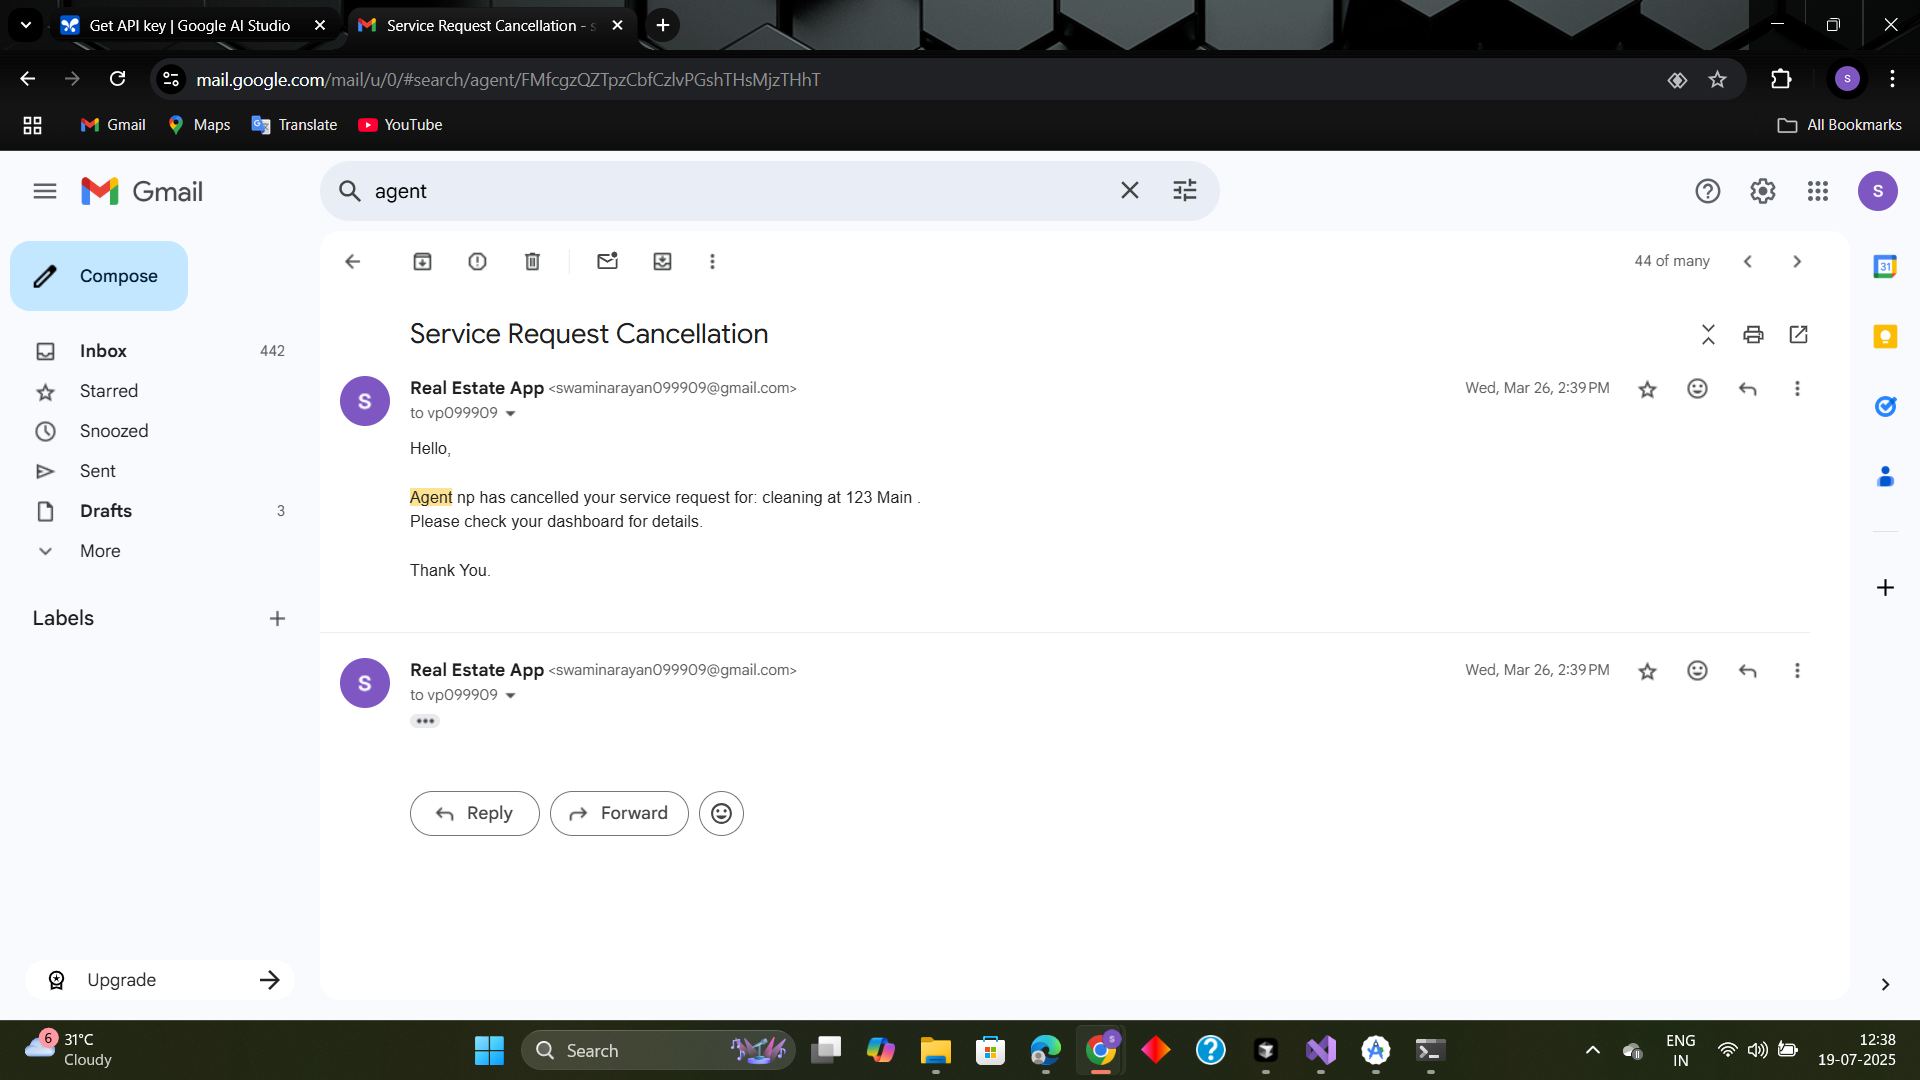 Get API key | Google AI Studio
Service Request Cancellation - s
mail.google.com/mail/u/0/#search/agent/FMfcgzQZTpzCbfCzlvPGshTHsMjzTHhT
S
Gmail
Maps
Translate
YouTube
All Bookmarks
Gmail
agent
S
Compose
44 of many
31
Service Request Cancellation
Inbox 442
Starred
Snoozed
Sent
Drafts 3
More
Labels
S
Real Estate App <swaminarayan099909@gmail.com>
Wed, Mar 26, 2:39 PM
to vp099909
Hello,
Agent np has cancelled your service request for: cleaning at 123 Main .
Please check your dashboard for details.
Thank You.
S
Real Estate App <swaminarayan099909@gmail.com>
Wed, Mar 26, 2:39 PM
to vp099909
Reply
Forward
Upgrade
6
31°C
Cloudy
Search
S
ENG
IN
12:38
19-07-2025